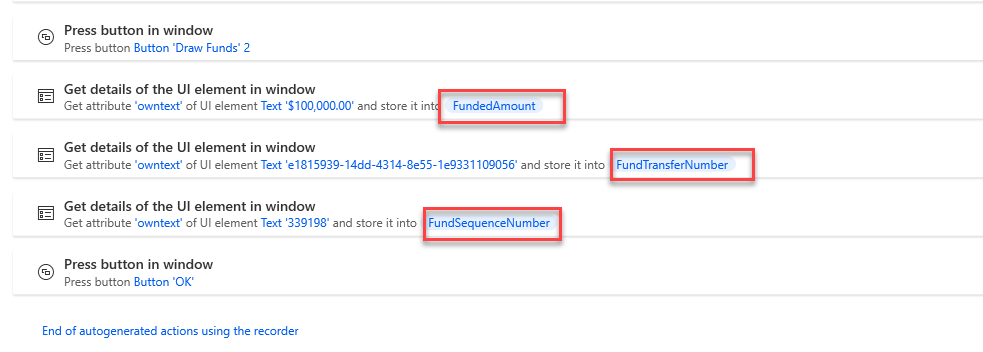 Press button in window
Press button Button 'Draw Funds' 2
Get details of the UI element in window
Get attribute 'owntext' of UI element Text '$100,000.00' and store it into FundedAmount
Get details of the UI element in window
Get attribute 'owntext' of UI element Text 'e1815939-14dd-4314-8e55-1e9331109056' and store it into FundTransferNumber
Get details of the UI element in window
Get attribute 'owntext' of UI element Text '339198' and store it into FundSequenceNumber
Press button in window
Press button Button 'OK'
End of autogenerated actions using the recorder